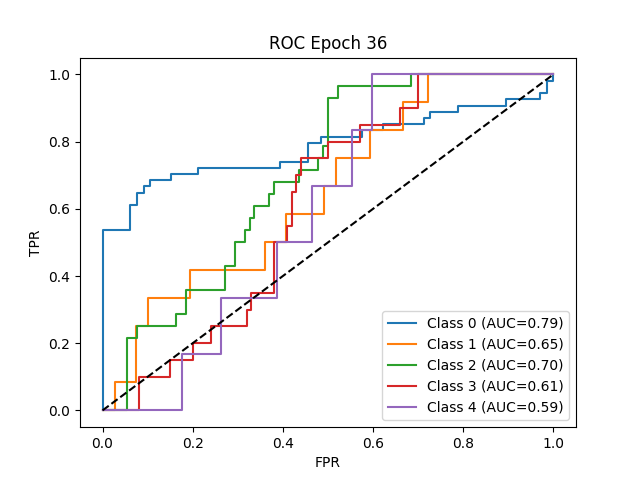 ROC Epoch 36
TPR
1.0
0.8
0.6
0.4
0.2
0.0
Class 0 (AUC=0.79)
Class 1 (AUC=0.65)
Class 2 (AUC=0.70)
Class 3 (AUC=0.61)
Class 4 (AUC=0.59)
0.0 0.2 0.4 0.6 0.8 1.0
FPR